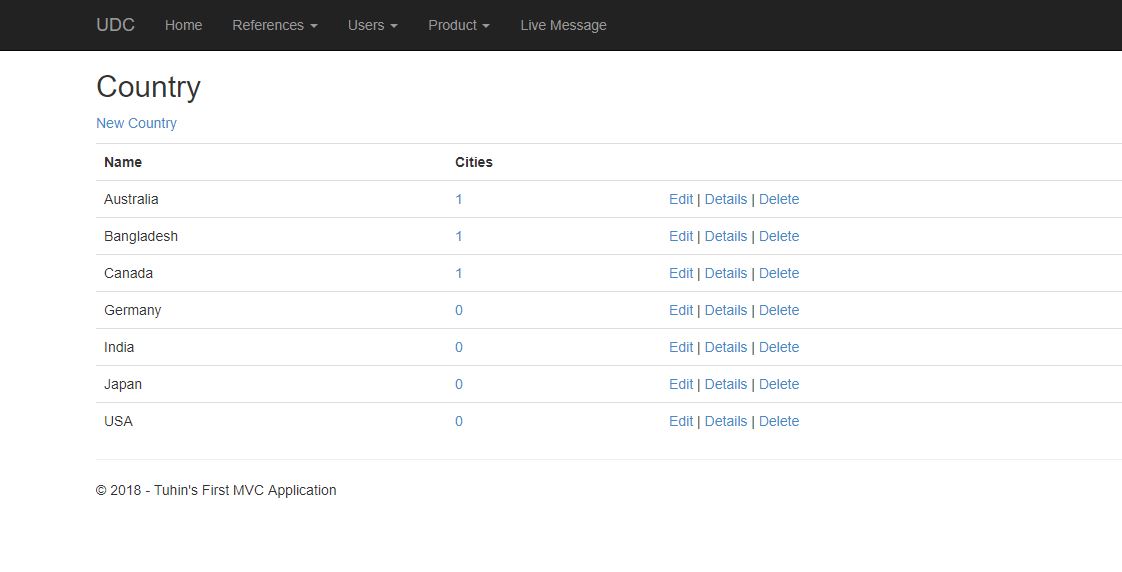 UDC Home References Users Product Live Message
Country
New Country
Name Cities
Australia 1 Edit | Details | Delete
Bangladesh 1 Edit | Details | Delete
Canada 1 Edit | Details | Delete
Germany 0 Edit | Details | Delete
India 0 Edit | Details | Delete
Japan 0 Edit | Details | Delete
USA 0 Edit | Details | Delete
© 2018 - Tuhin's First MVC Application